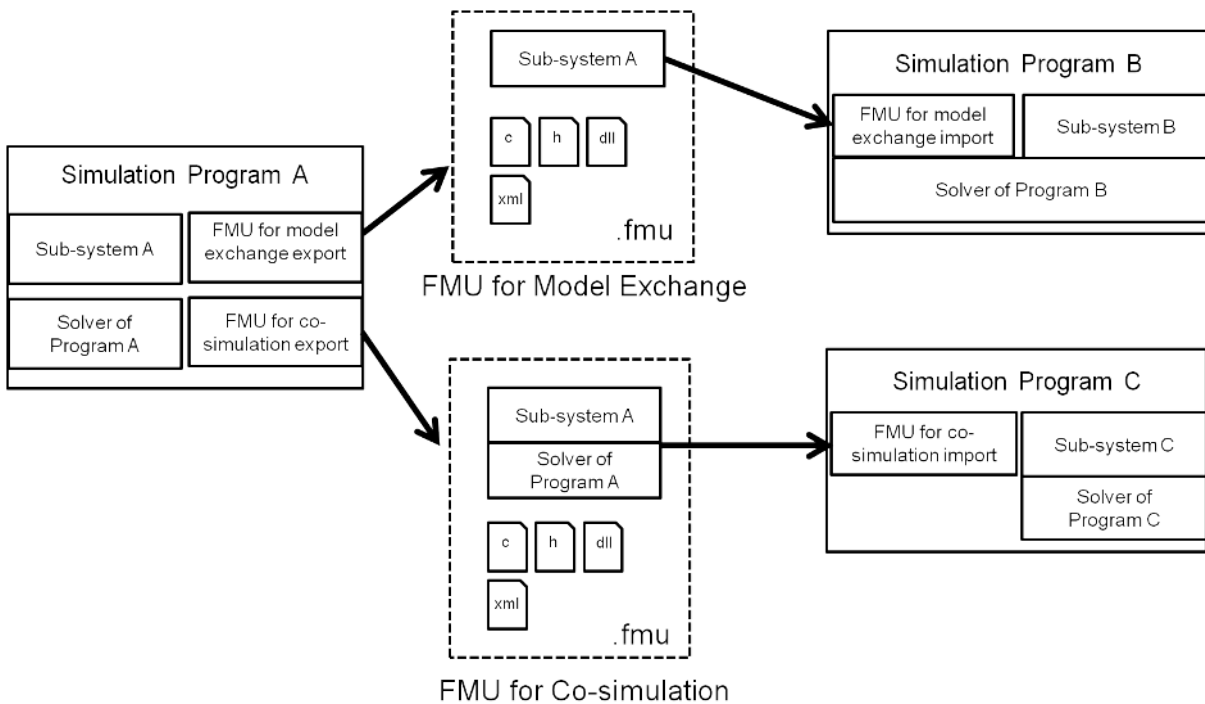 Simulation Program A
Sub-system A
FMU for model
exchange export
Solver of
Program A
FMU for co-
simulation export
Sub-system A
c
h
dll
xml
.fmu
FMU for Model Exchange
Sub-system A
Solver of
Program A
c
h
dll
xml
.fmu
FMU for Co-simulation
Simulation Program B
FMU for model
exchange import
Sub-system B
Solver of Program B
Simulation Program C
FMU for co-
simulation import
Sub-system C
Solver of
Program C